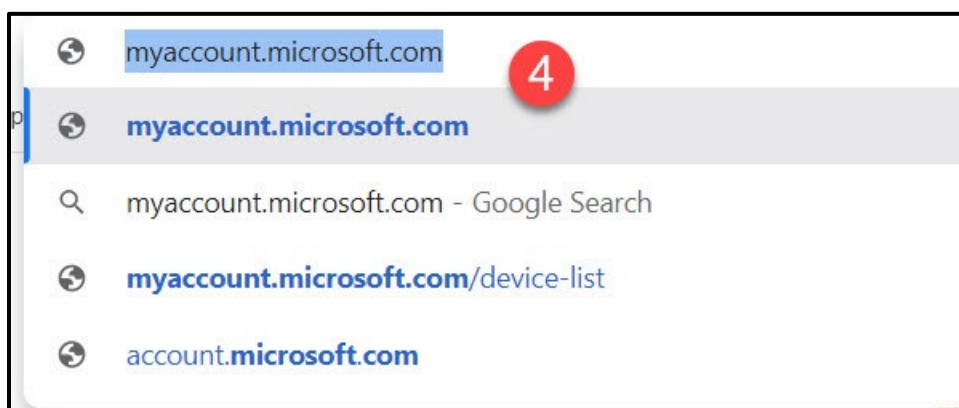 myaccount.microsoft.com
4
p
myaccount.microsoft.com
myaccount.microsoft.com - Google Search
myaccount.microsoft.com/device-list
account.microsoft.com